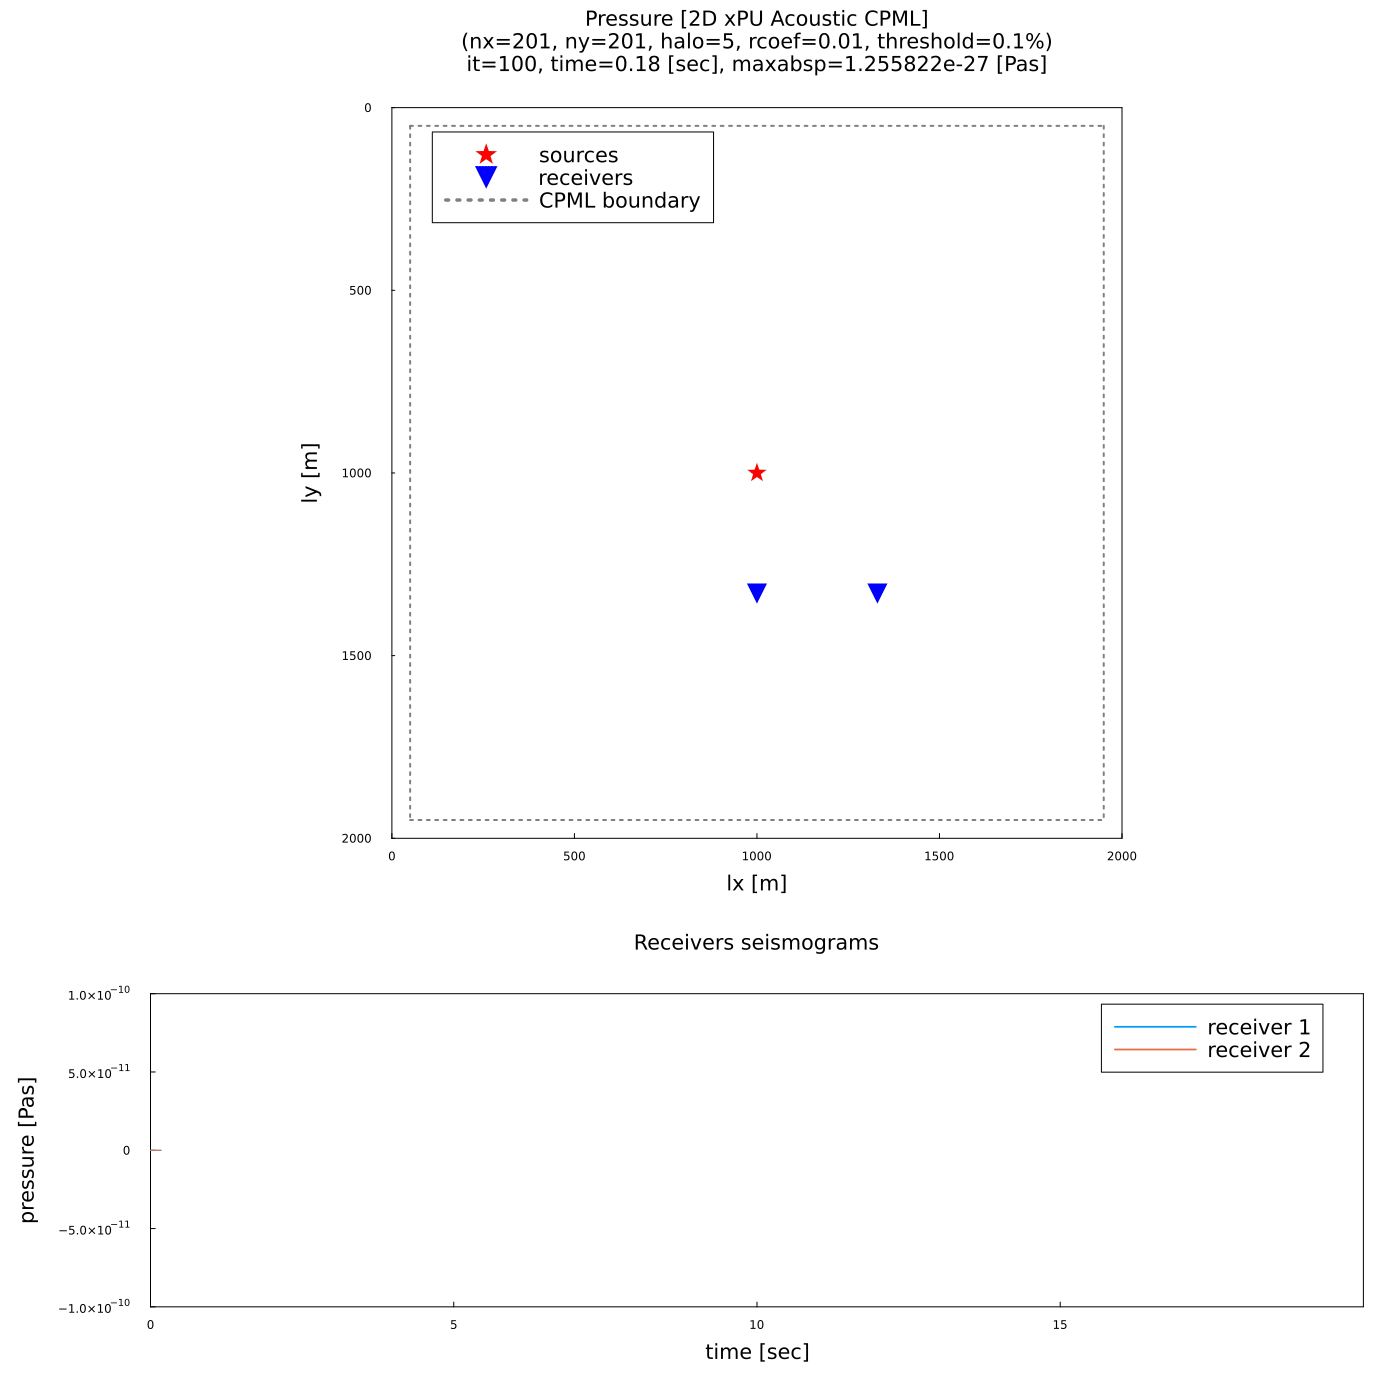 Pressure [2D xPU Acoustic CPML]
(nx=201, ny=201, halo=5, rcoef=0.01, threshold=0.1%)
it=100, time=0.18 [sec], maxabsp=1.255822e-27 [Pas]
0
sources
receivers
CPML boundary
500
1000
1500
2000
ly [m]
0 500 1000 1500 2000
lx [m]
Receivers seismograms
1.0×10⁻¹⁰
receiver 1
receiver 2
5.0×10⁻¹¹
0
−5.0×10⁻¹¹
−1.0×10⁻¹⁰
pressure [Pas]
0 5 10 15
time [sec]